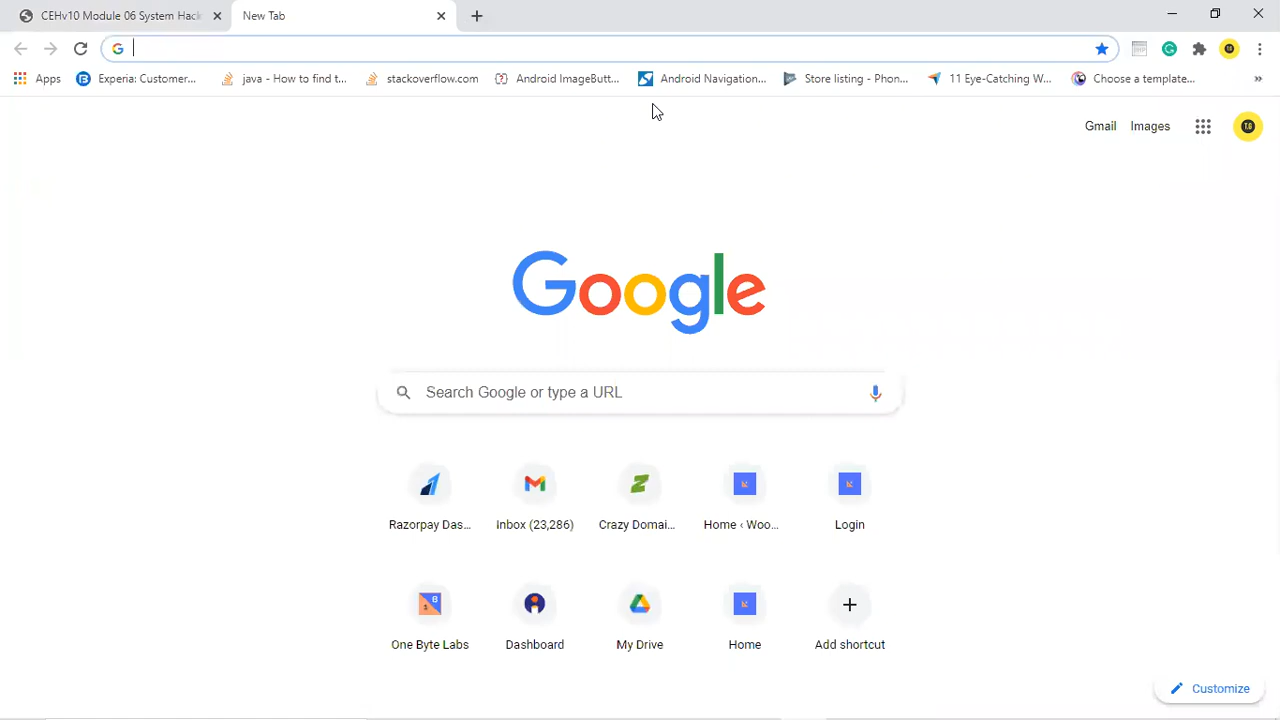 CEHv10 Module 06 System Hack
New Tab
Apps
Experia: Customer...
java - How to find t...
stackoverflow.com
Android ImageButt...
Android Navigation...
Store listing - Phon...
11 Eye-Catching W...
Choose a template...
»
Gmail
Images
Google
Search Google or type a URL
Razorpay Das...
Inbox (23,286)
Crazy Domai...
Home ‹ Woo...
Login
One Byte Labs
Dashboard
My Drive
Home
Add shortcut
Customize